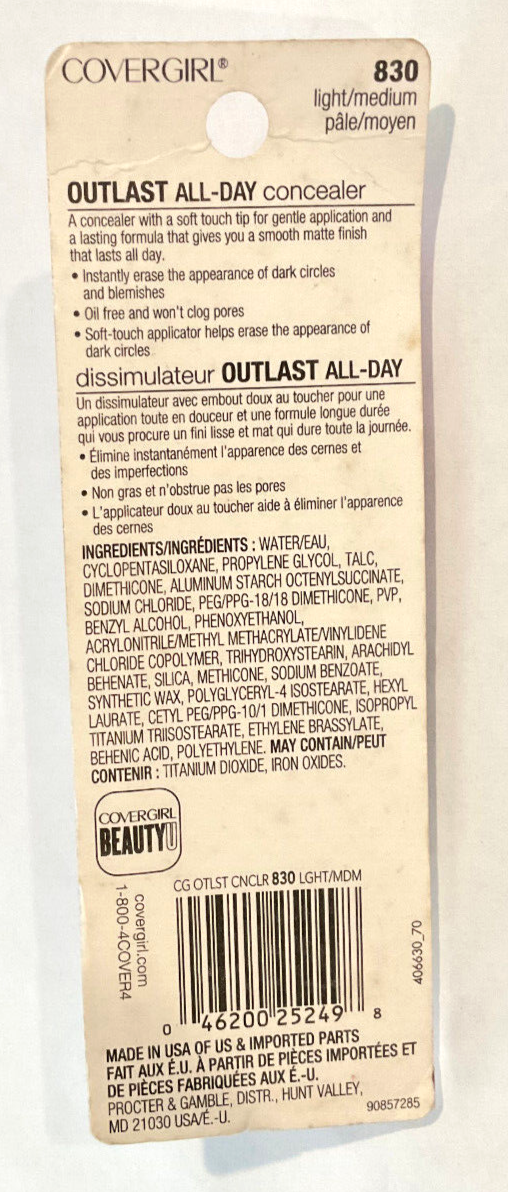 COVERGIRL®
830
light/medium
pâle/moyen
OUTLAST ALL-DAY concealer
A concealer with a soft touch tip for gentle application and
a lasting formula that gives you a smooth matte finish
that lasts all day.
• Instantly erase the appearance of dark circles
and blemishes
• Oil free and won't clog pores
• Soft-touch applicator helps erase the appearance of
dark circles
dissimulateur OUTLAST ALL-DAY
Un dissimulateur avec embout doux au toucher pour une
application toute en douceur et une formule longue durée
qui vous procure un fini lisse et mat qui dure toute la journée.
• Élimine instantanément l'apparence des cernes et
des imperfections
• Non gras et n'obstrue pas les pores
• L'applicateur doux au toucher aide à éliminer l'apparence
des cernes
INGREDIENTS/INGRÉDIENTS : WATER/EAU,
CYCLOPENTASILOXANE, PROPYLENE GLYCOL, TALC,
DIMETHICONE, ALUMINUM STARCH OCTENYLSUCCINATE,
SODIUM CHLORIDE, PEG/PPG-18/18 DIMETHICONE, PVP,
BENZYL ALCOHOL, PHENOXYETHANOL,
ACRYLONITRILE/METHYL METHACRYLATE/VINYLIDENE
CHLORIDE COPOLYMER, TRIHYDROXYSTEARIN, ARACHIDYL
BEHENATE, SILICA, METHICONE, SODIUM BENZOATE,
SYNTHETIC WAX, POLYGLYCERYL-4 ISOSTEARATE, HEXYL
LAURATE, CETYL PEG/PPG-10/1 DIMETHICONE, ISOPROPYL
TITANIUM TRIISOSTEARATE, ETHYLENE BRASSYLATE,
BEHENIC ACID, POLYETHYLENE. MAY CONTAIN/PEUT
CONTENIR : TITANIUM DIOXIDE, IRON OXIDES.
COVERGIRL
BEAUTYU
CG OTLST CNCLR 830 LGHT/MDM
covergirl.com
1-800-4COVER4
406630_70
0 46200 25249 8
MADE IN USA OF US & IMPORTED PARTS
FAIT AUX É.U. À PARTIR DE PIÈCES IMPORTÉES ET
DE PIÈCES FABRIQUÉES AUX É.-U.
PROCTER & GAMBLE, DISTR., HUNT VALLEY,
MD 21030 USA/É.-U.
90857285